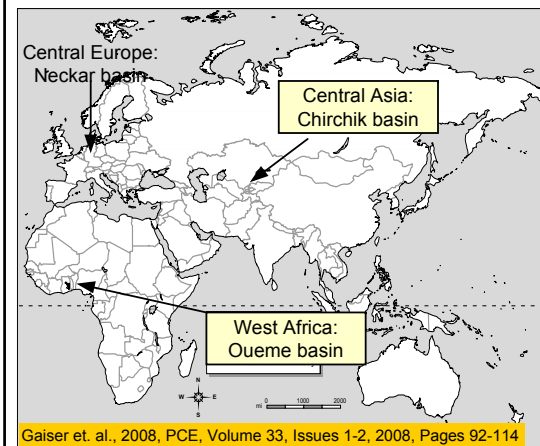 Central Europe:
Neckar basin
Central Asia:
Chirchik basin
West Africa:
Oueme basin
N
W E
S
mi 0 1000 2000
Gaiser et. al., 2008, PCE, Volume 33, Issues 1-2, 2008, Pages 92-114